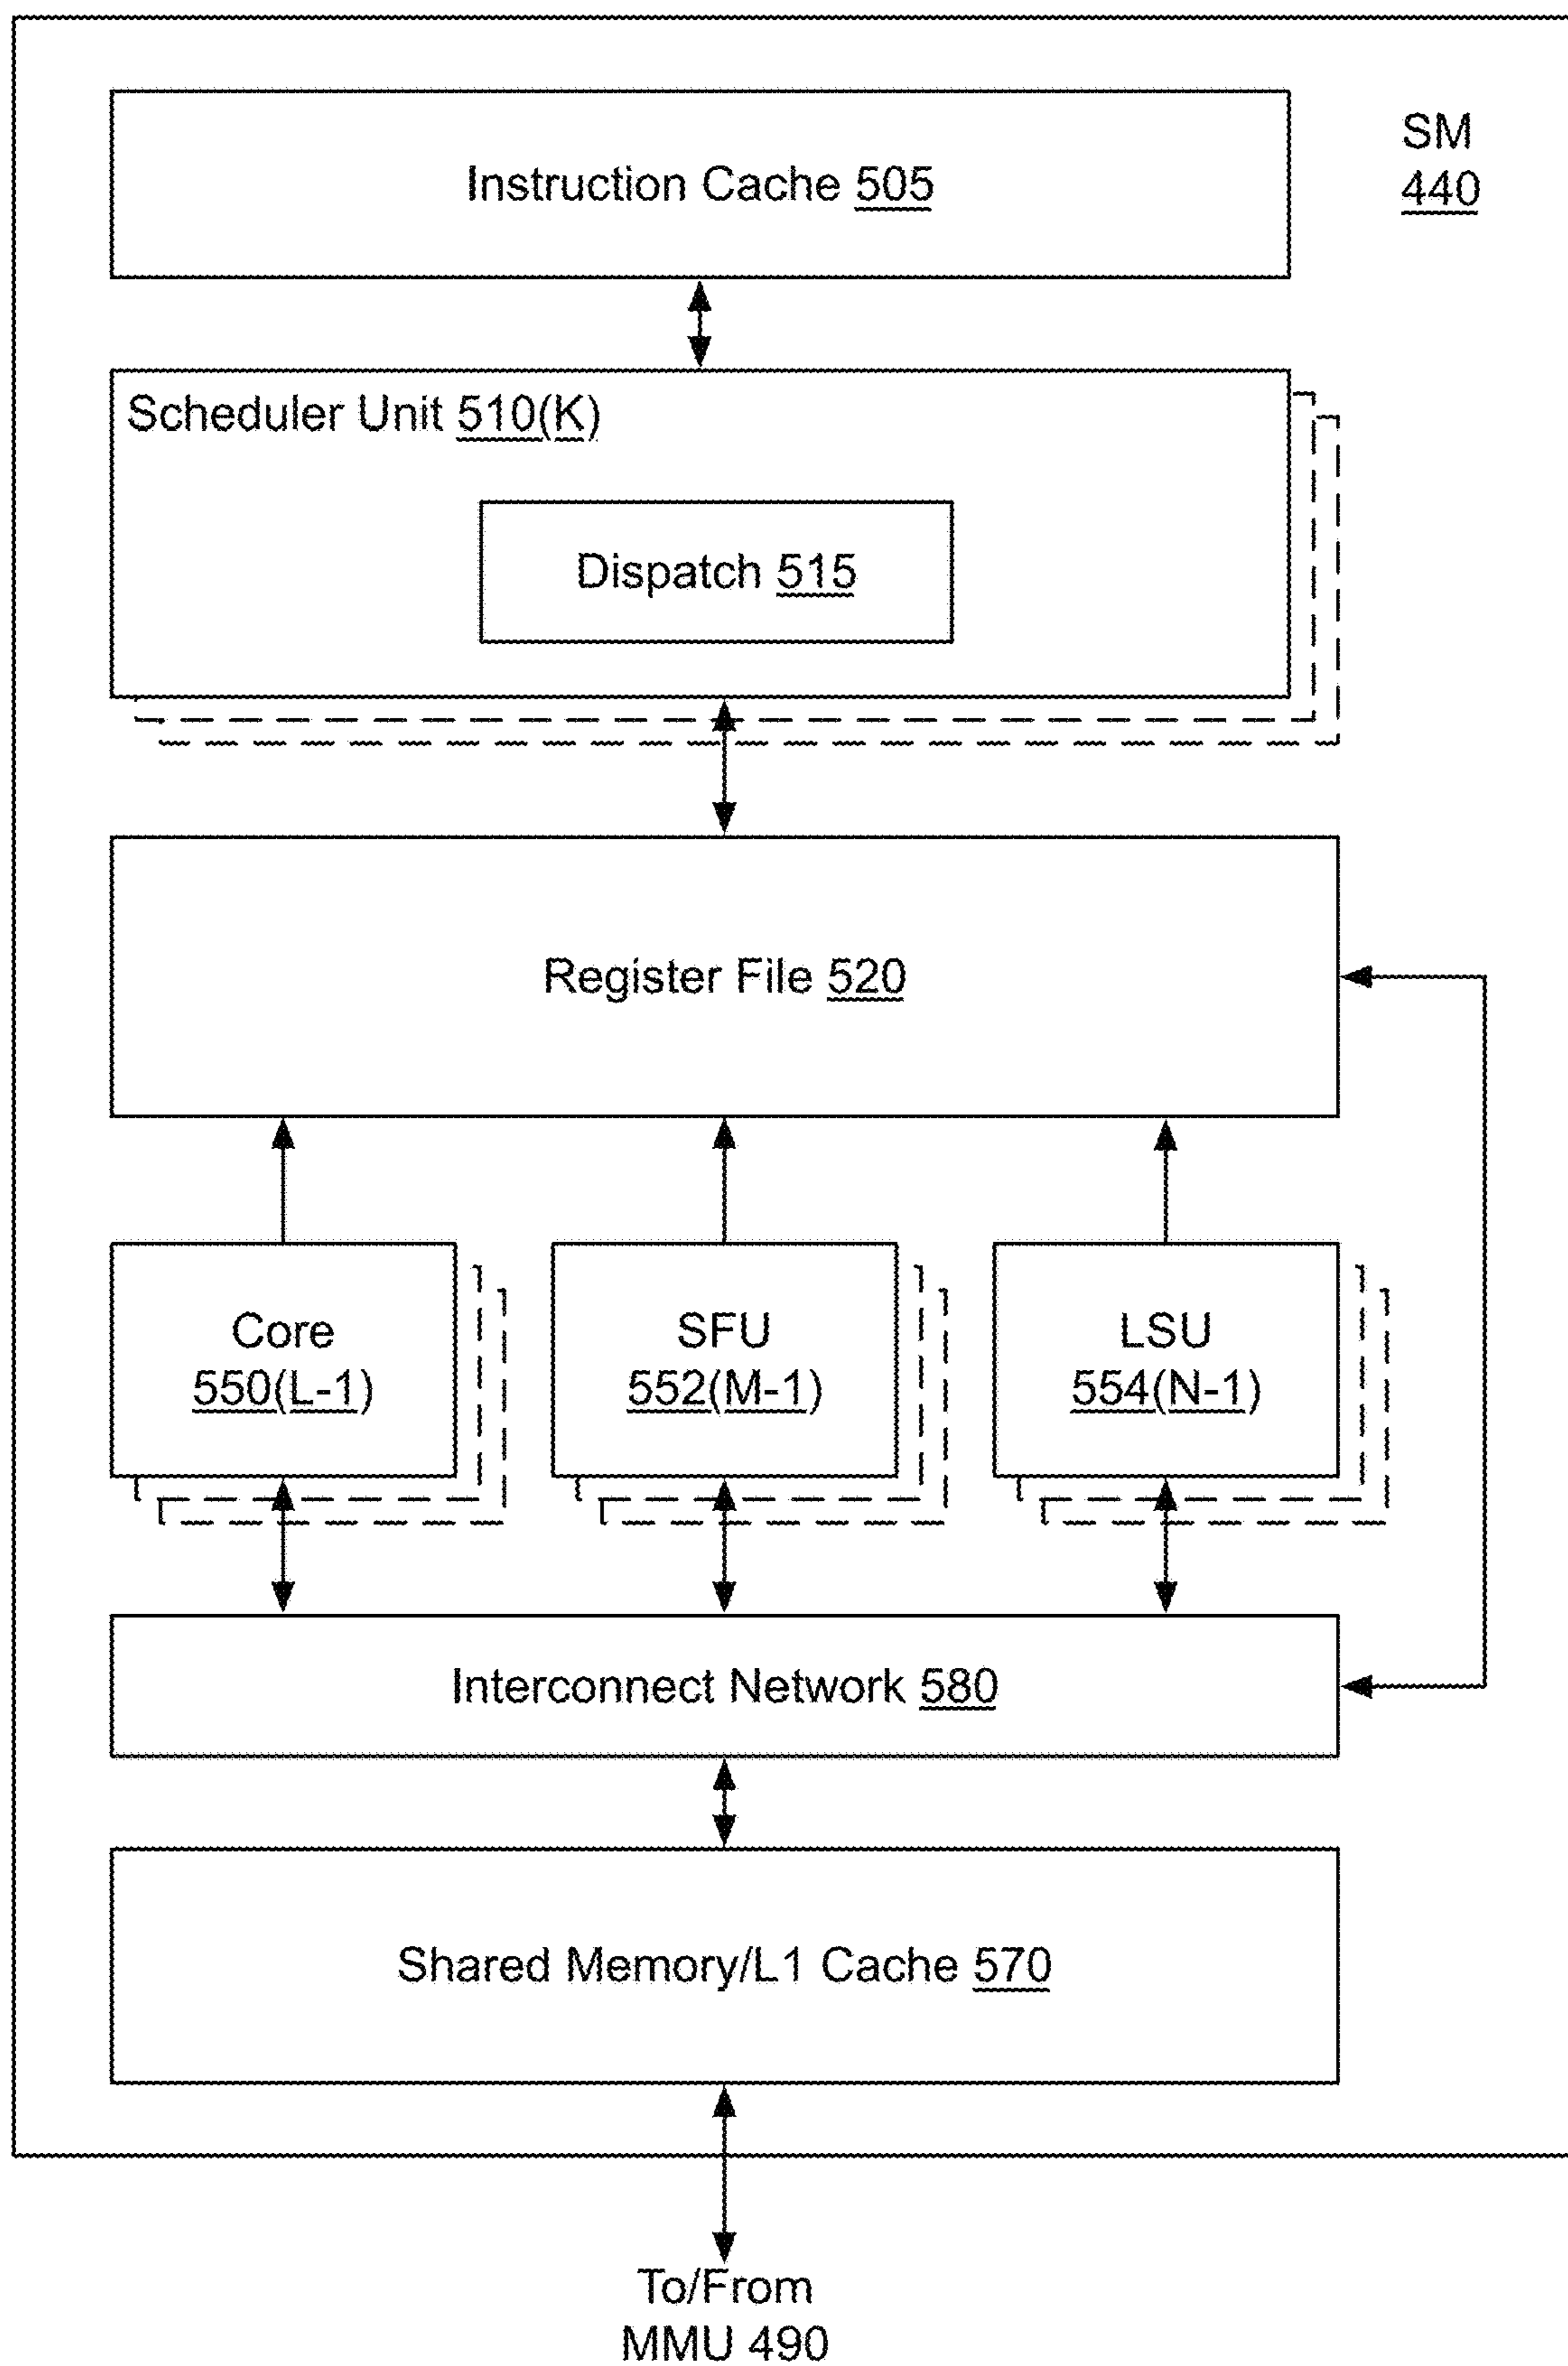 SM
440
Instruction Cache 505
Scheduler Unit 510(K)
Dispatch 515
Register File 520
Core
550(L-1)
SFU
552(M-1)
LSU
554(N-1)
Interconnect Network 580
Shared Memory/L1 Cache 570
To/From
MMU 490